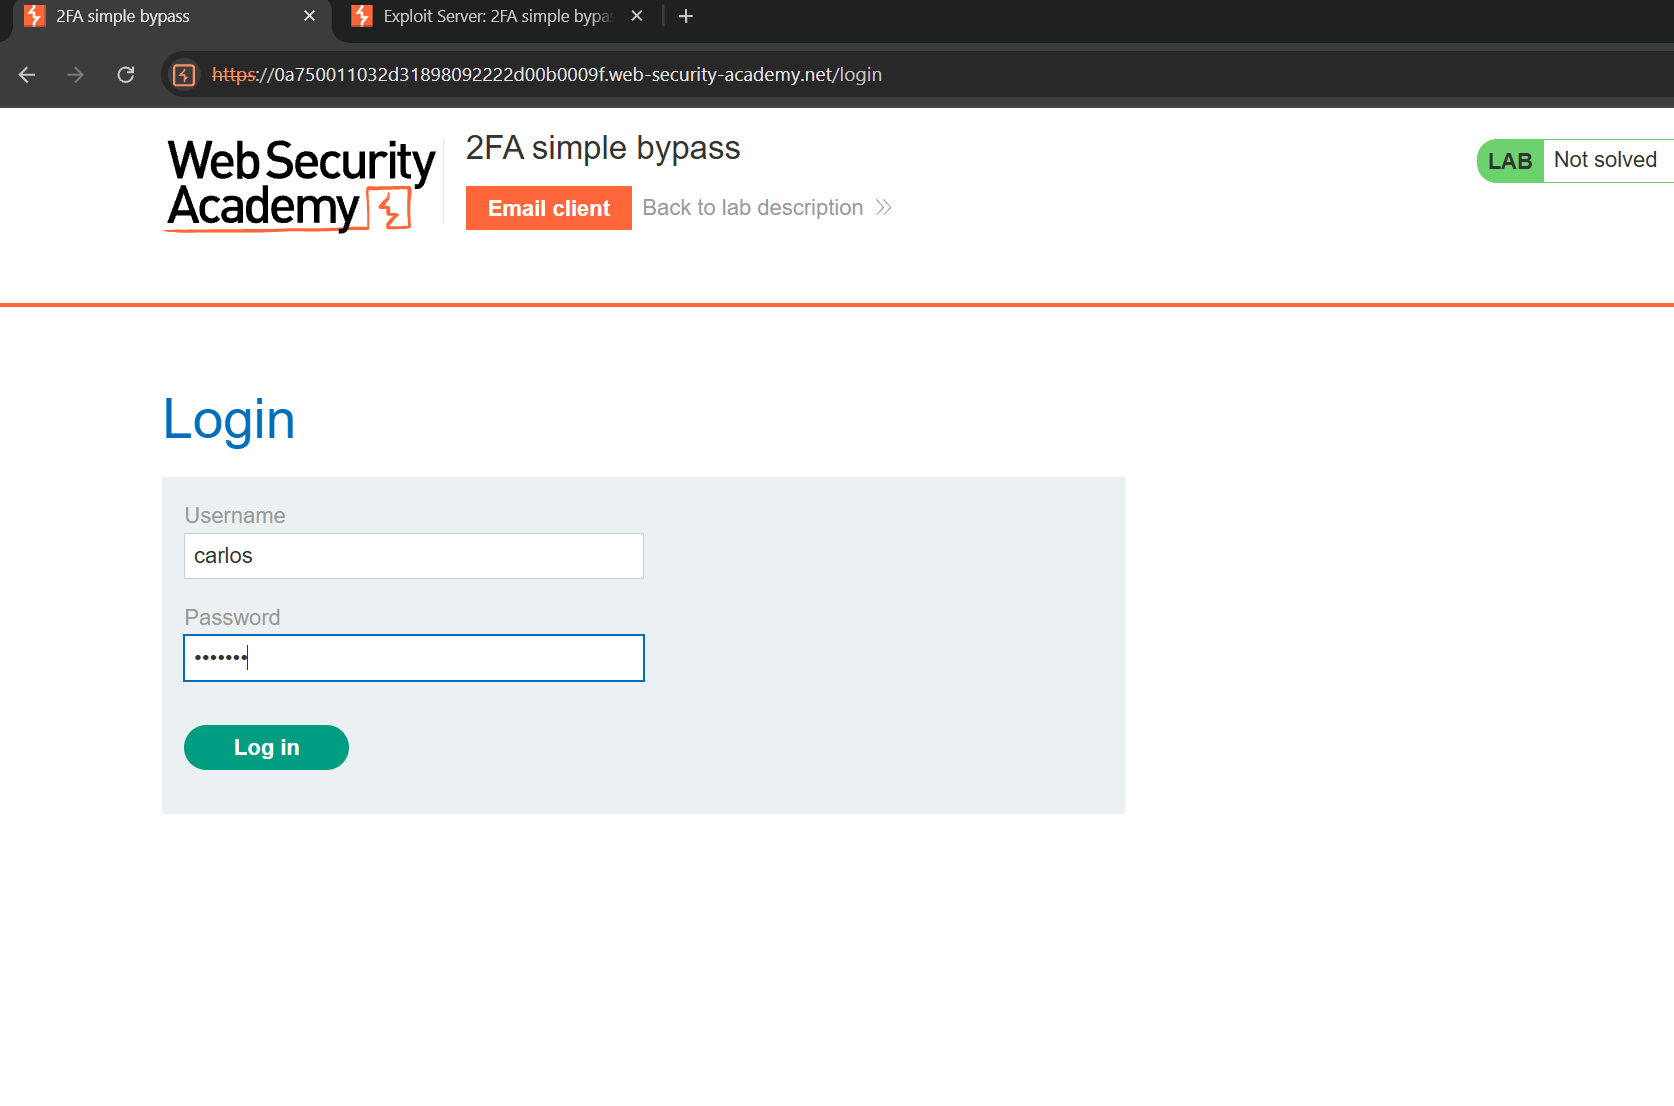 2FA simple bypass
Exploit Server: 2FA simple bypa
https://0a750011032d31898092222d00b0009f.web-security-academy.net/login
Web Security
Academy
2FA simple bypass
Email client
Back to lab description
LAB
Not solved
Login
Username
carlos
Password
•••••••
Log in